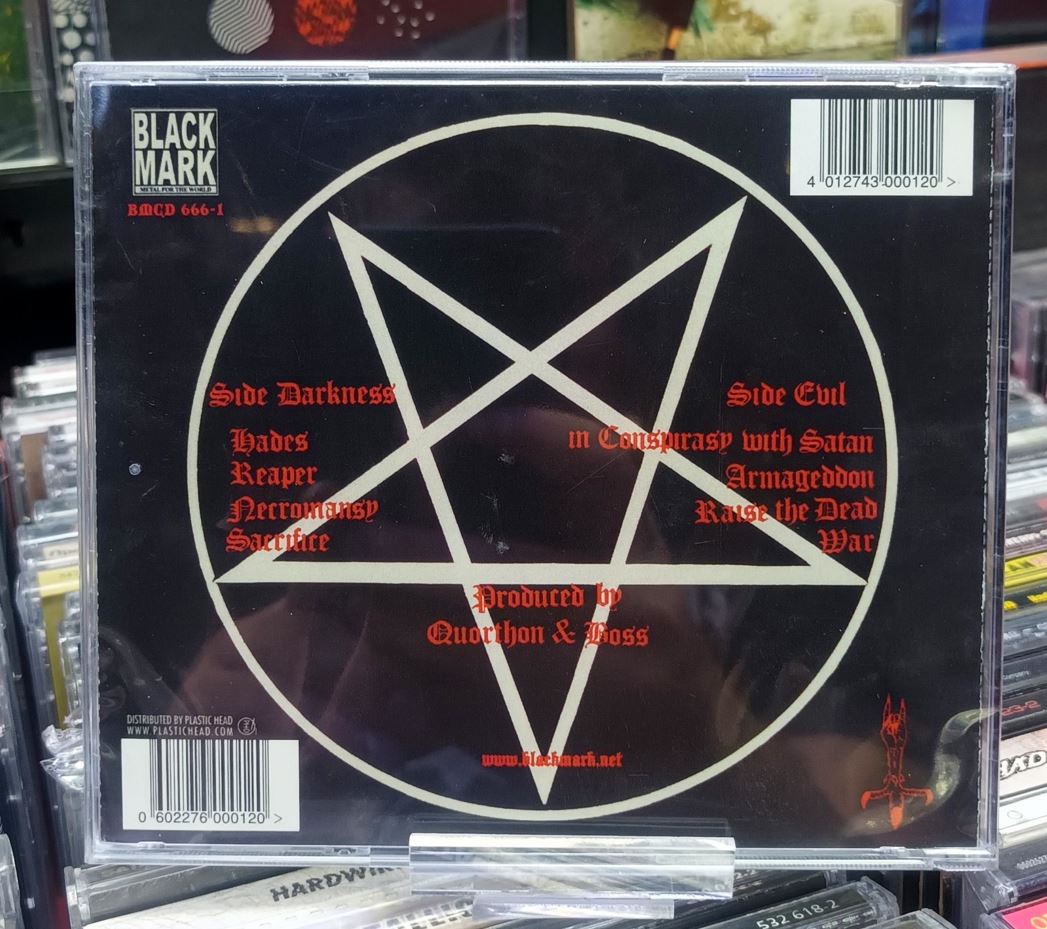 BLACK
MARK
METAL FOR THE WORLD
BMCD 666-1
4 012743 000120 >
Side Darkness
Hades
Reaper
Necromansy
Sacrifice
Side Evil
in Conspirasy with Satan
Armageddon
Raise the Dead
War
Produced by
Quorthon & Boss
www.blackmark.net
DISTRIBUTED BY PLASTIC HEAD
WWW.PLASTICHEAD.COM
0 602276 000120 >
HARDWIR
532 618-2